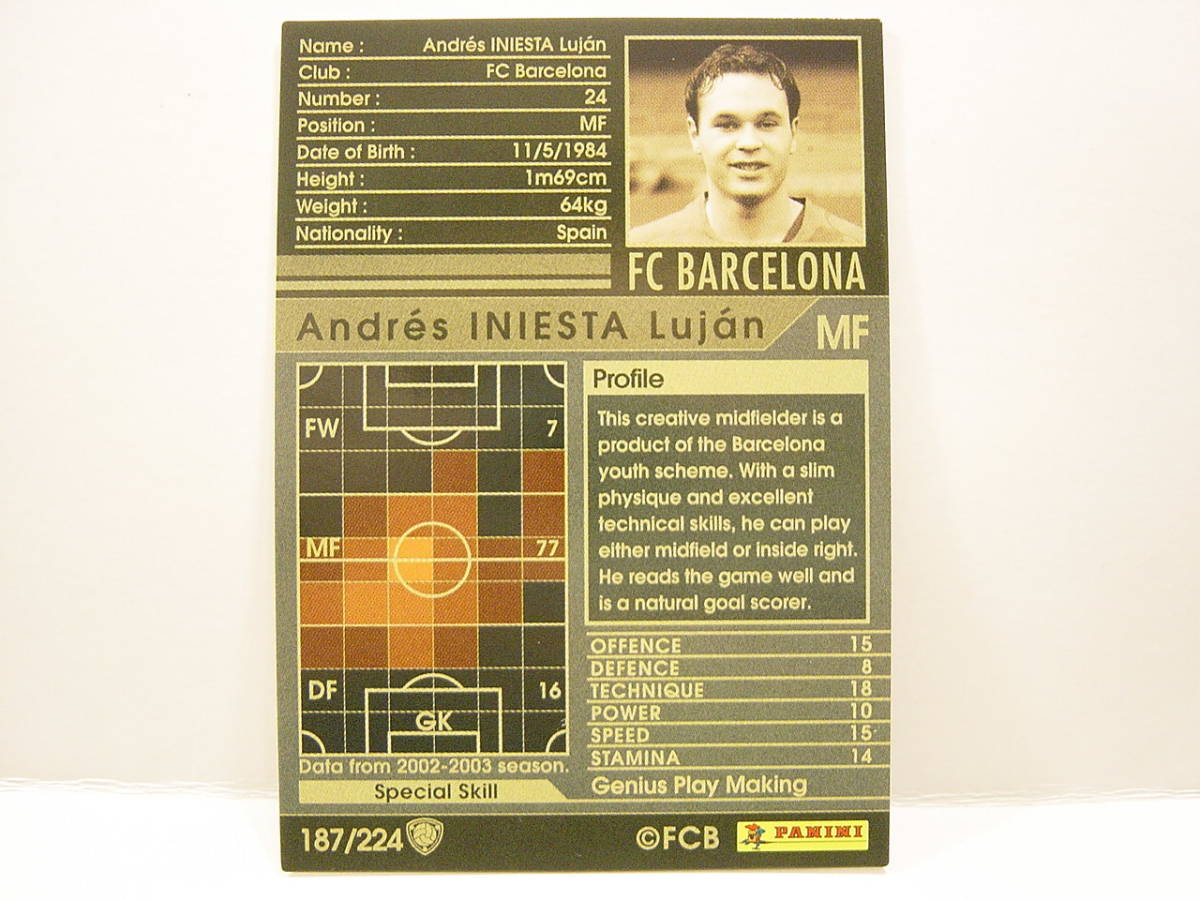 Name : Andrés INIESTA Luján
Club : FC Barcelona
Number : 24
Position : MF
Date of Birth : 11/5/1984
Height : 1m69cm
Weight : 64kg
Nationality : Spain
FC BARCELONA
Andrés INIESTA Luján MF
FW 7
MF 77
DF 16
GK
Data from 2002-2003 season.
Profile
This creative midfielder is a
product of the Barcelona
youth scheme. With a slim
physique and excellent
technical skills, he can play
either midfield or inside right.
He reads the game well and
is a natural goal scorer.
OFFENCE 15
DEFENCE 8
TECHNIQUE 18
POWER 10
SPEED 15
STAMINA 14
Special Skill Genius Play Making
187/224 ©FCB PANINI